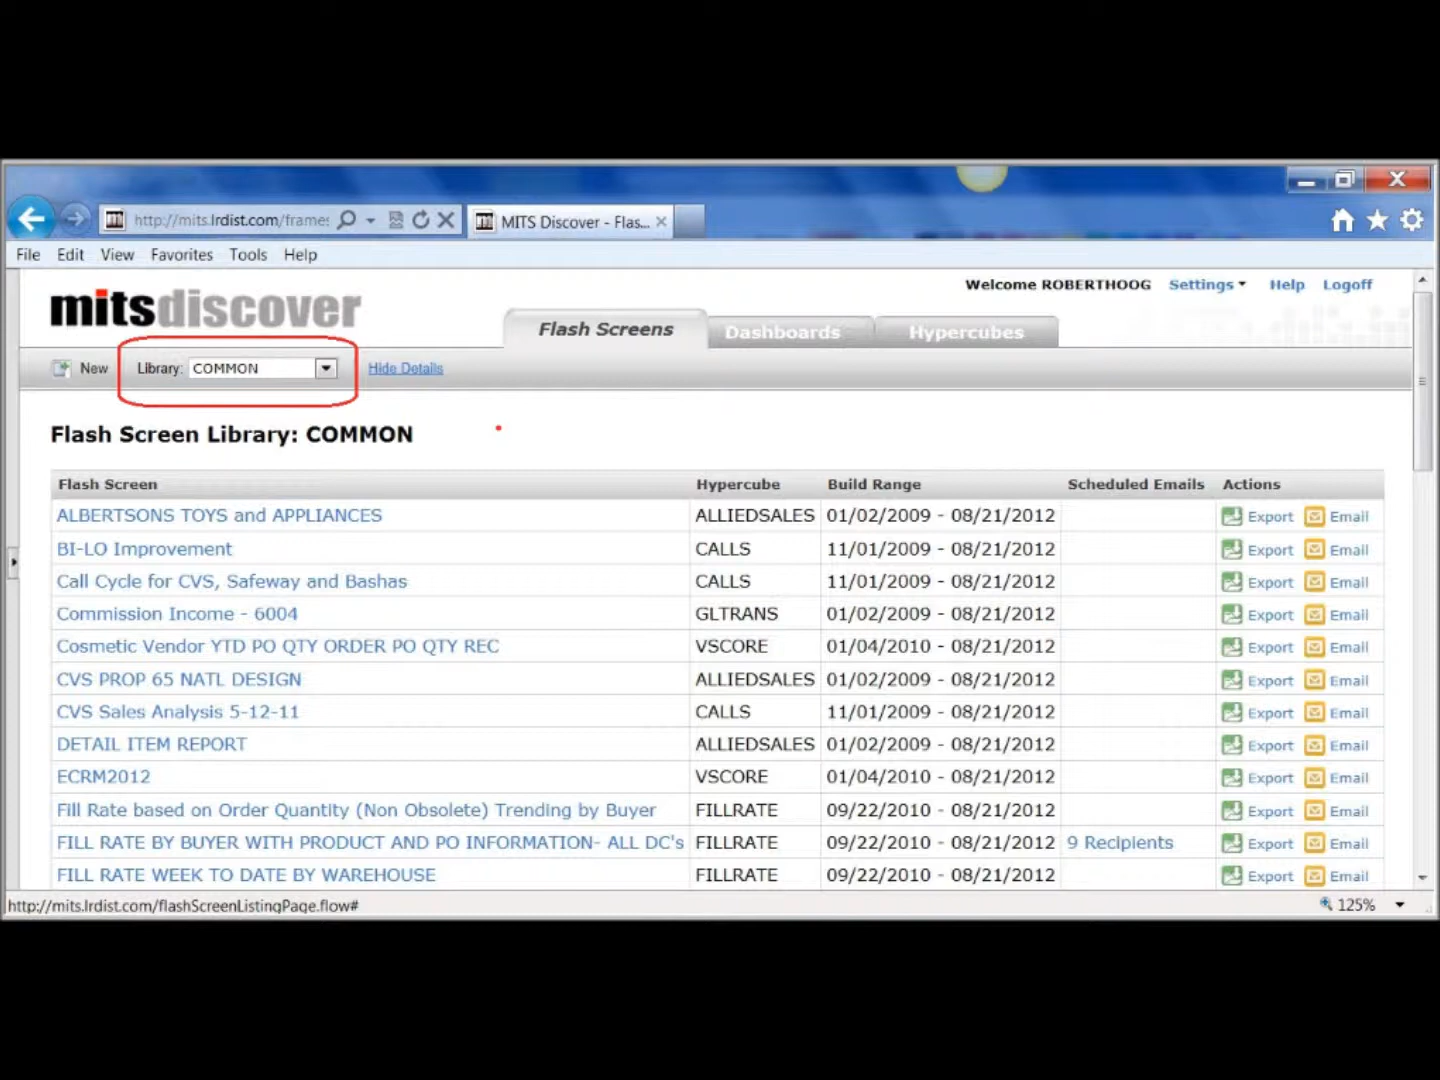 http://mits.lrdist.com/frame: MITS Discover - Flas...
File Edit View Favorites Tools Help
Welcome ROBERTHOOG Settings Help Logoff
mitsdiscover
Flash Screens Dashboards Hypercubes
New Library: COMMON Hide Details
Flash Screen Library: COMMON
Flash Screen Hypercube Build Range Scheduled Emails Actions
ALBERTSONS TOYS and APPLIANCES ALLIEDSALES 01/02/2009 - 08/21/2012 Export Email
BI-LO Improvement CALLS 11/01/2009 - 08/21/2012 Export Email
Call Cycle for CVS, Safeway and Bashas CALLS 11/01/2009 - 08/21/2012 Export Email
Commission Income - 6004 GLTRANS 01/02/2009 - 08/21/2012 Export Email
Cosmetic Vendor YTD PO QTY ORDER PO QTY REC VSCORE 01/04/2010 - 08/21/2012 Export Email
CVS PROP 65 NATL DESIGN ALLIEDSALES 01/02/2009 - 08/21/2012 Export Email
CVS Sales Analysis 5-12-11 CALLS 11/01/2009 - 08/21/2012 Export Email
DETAIL ITEM REPORT ALLIEDSALES 01/02/2009 - 08/21/2012 Export Email
ECRM2012 VSCORE 01/04/2010 - 08/21/2012 Export Email
Fill Rate based on Order Quantity (Non Obsolete) Trending by Buyer FILLRATE 09/22/2010 - 08/21/2012 Export Email
FILL RATE BY BUYER WITH PRODUCT AND PO INFORMATION- ALL DC's FILLRATE 09/22/2010 - 08/21/2012 9 Recipients Export Email
FILL RATE WEEK TO DATE BY WAREHOUSE FILLRATE 09/22/2010 - 08/21/2012 Export Email
http://mits.lrdist.com/flashScreenListingPage.flow# 125%